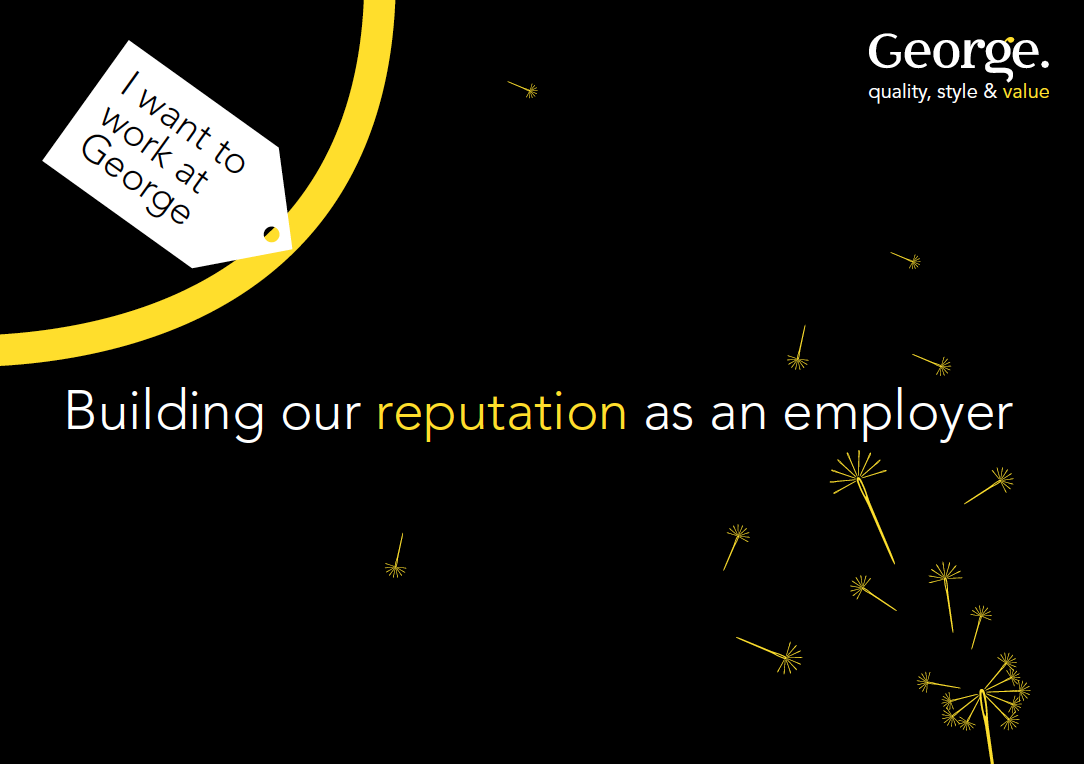 I want to
work at
George
George.
quality, style & value
Building our reputation as an employer